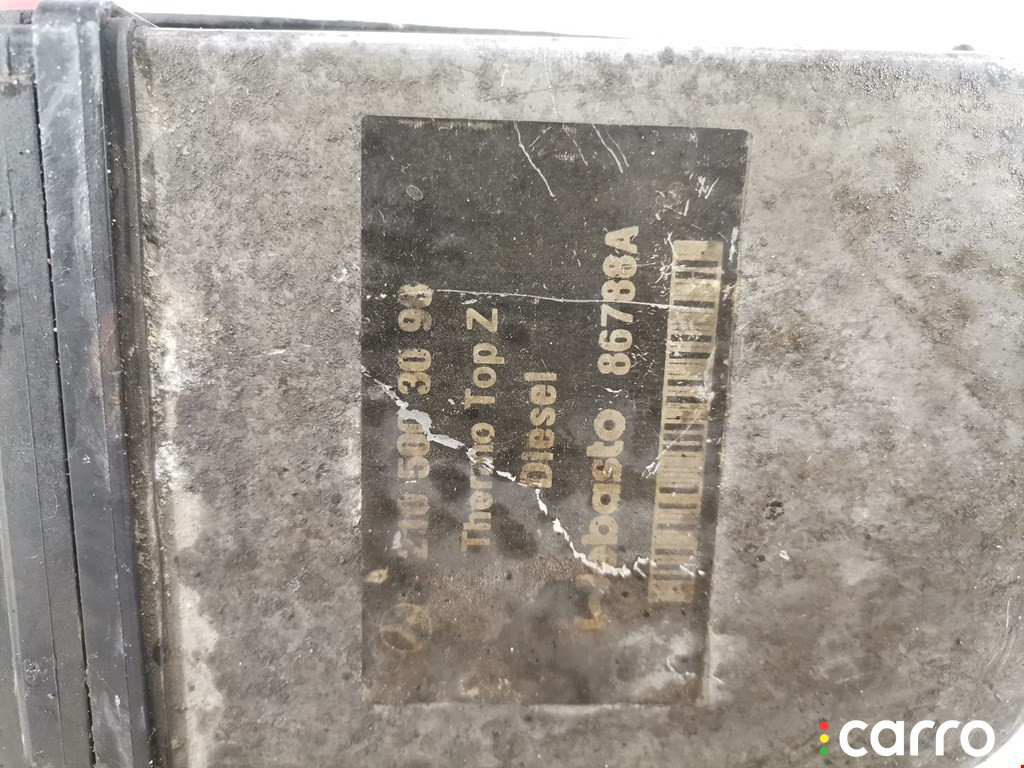 210 500 30 98
Thermo Top Z
Diesel
Webasto 86788A
carro